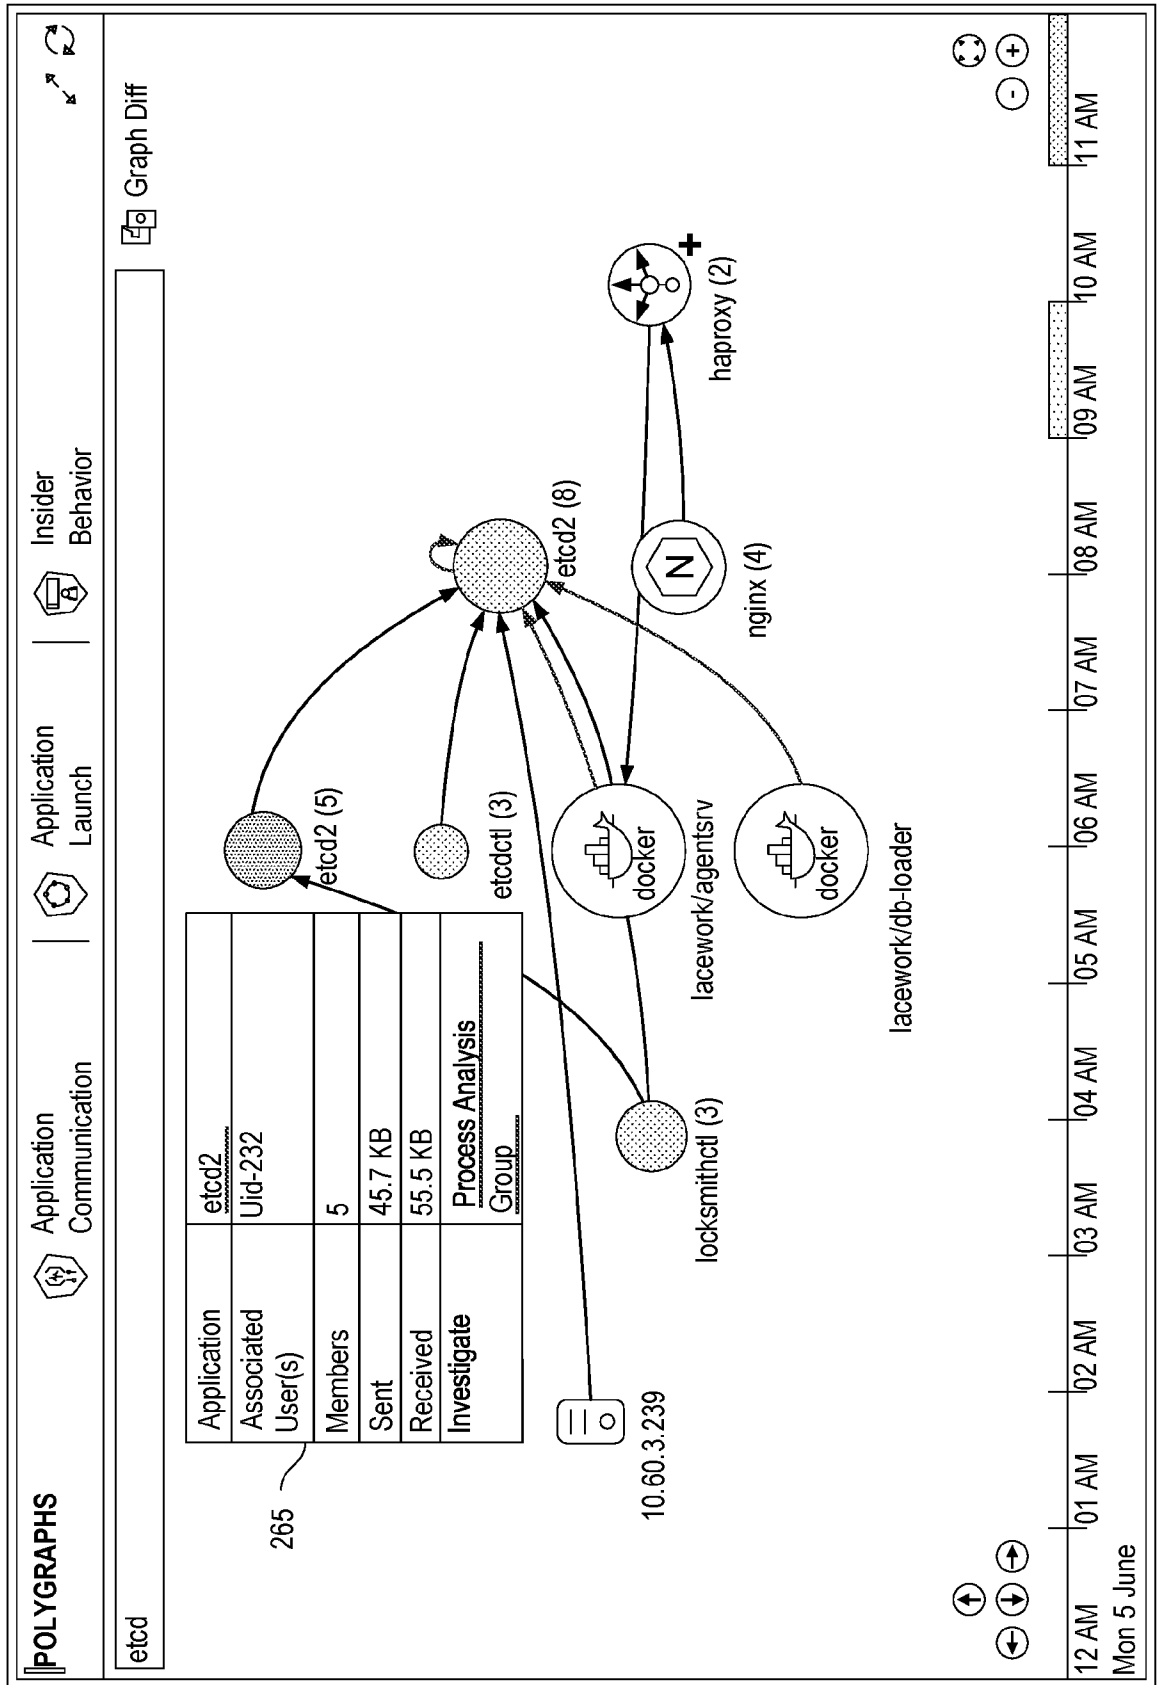 POLYGRAPHS
Application
Communication
Application
Launch
Insider
Behavior
etcd
Graph Diff
265
Application
etcd2
Associated
User(s)
Uid-232
Members
5
Sent
45.7 KB
Received
55.5 KB
Investigate
Process Analysis
Group
etcd2 (5)
etcdctl (3)
etcd2 (8)
docker
lacework/agentsrv
docker
lacework/db-loader
N
nginx (4)
haproxy (2)
locksmithctl (3)
10.60.3.239
12 AM
01 AM
02 AM
03 AM
04 AM
05 AM
06 AM
07 AM
08 AM
09 AM
10 AM
11 AM
Mon 5 June